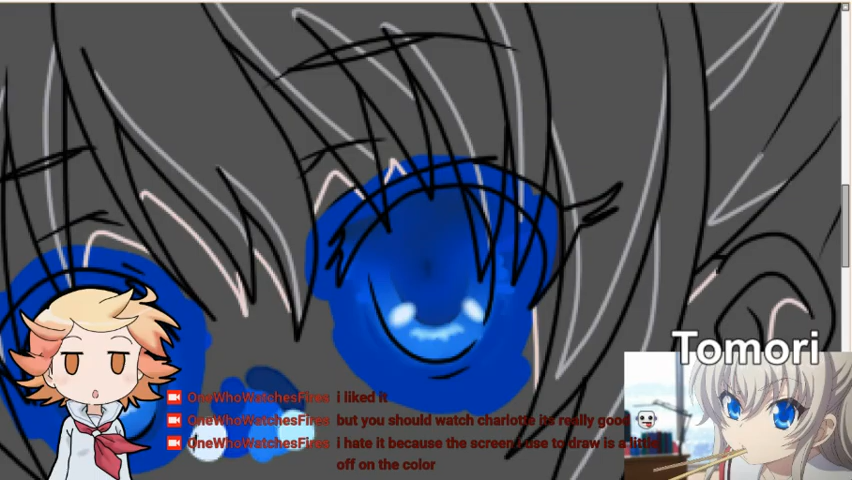 Tomori
OneWhoWatchesFires i liked it
OneWhoWatchesFires but you should watch charlotte its really good
OneWhoWatchesFires i hate it because the screen i use to draw is a little
off on the color